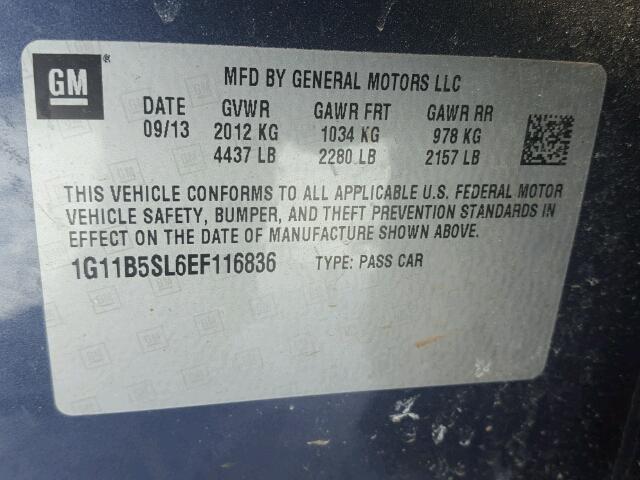 GM
MFD BY GENERAL MOTORS LLC
DATE GVWR GAWR FRT GAWR RR
09/13 2012 KG 1034 KG 978 KG
4437 LB 2280 LB 2157 LB
THIS VEHICLE CONFORMS TO ALL APPLICABLE U.S. FEDERAL MOTOR
VEHICLE SAFETY, BUMPER, AND THEFT PREVENTION STANDARDS IN
EFFECT ON THE DATE OF MANUFACTURE SHOWN ABOVE.
1G11B5SL6EF116836 TYPE: PASS CAR